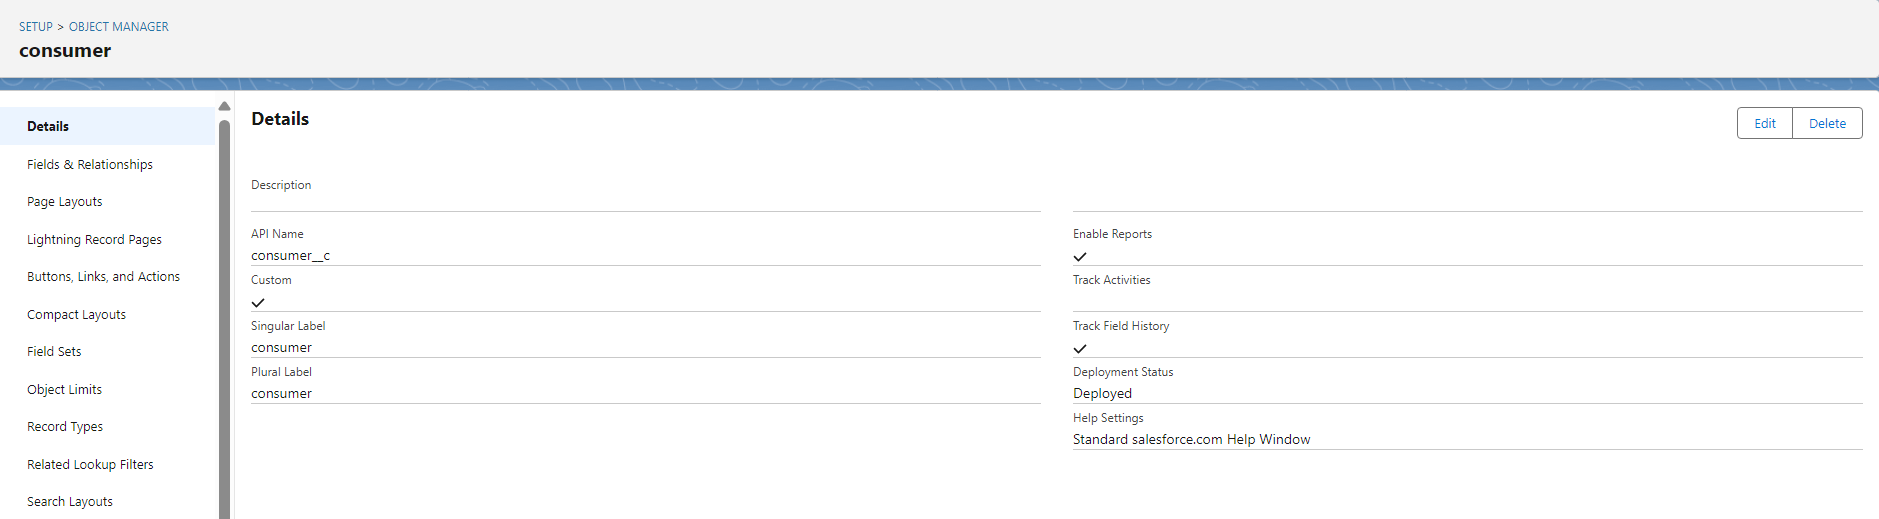 SETUP > OBJECT MANAGER
consumer
Details
Fields & Relationships
Page Layouts
Lightning Record Pages
Buttons, Links, and Actions
Compact Layouts
Field Sets
Object Limits
Record Types
Related Lookup Filters
Search Layouts
Details
Edit
Delete
Description
API Name
consumer__c
Custom
Singular Label
consumer
Plural Label
consumer
Enable Reports
Track Activities
Track Field History
Deployment Status
Deployed
Help Settings
Standard salesforce.com Help Window